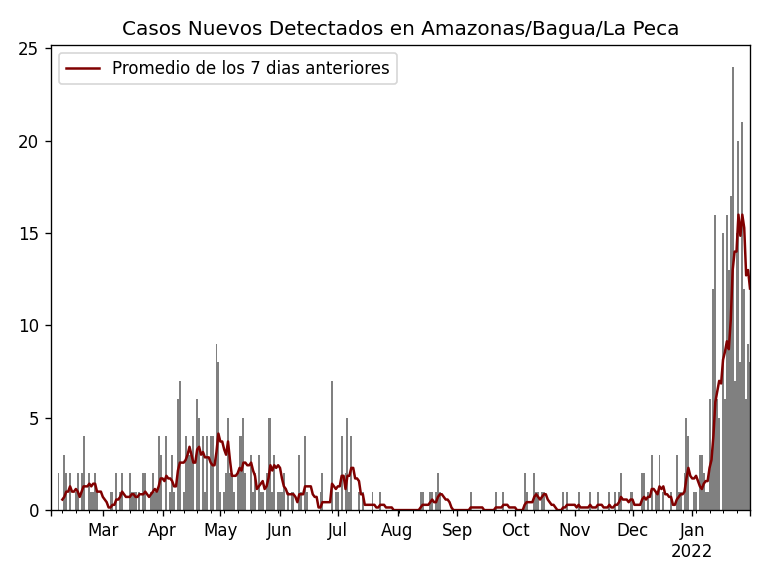 Casos Nuevos Detectados en Amazonas/Bagua/La Peca
Promedio de los 7 dias anteriores
25
20
15
10
5
0
Mar Apr May Jun Jul Aug Sep Oct Nov Dec Jan
2022